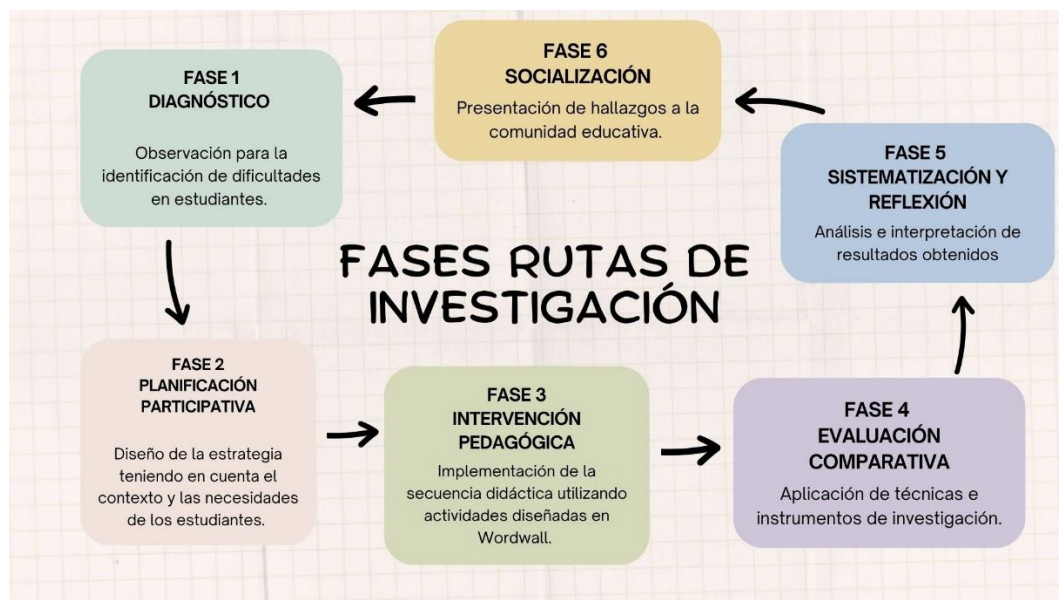 FASES RUTAS DE
INVESTIGACIÓN
FASE 1
DIAGNÓSTICO
Observación para la
identificación de dificultades
en estudiantes.
FASE 2
PLANIFICACIÓN
PARTICIPATIVA
Diseño de la estrategia
teniendo en cuenta el
contexto y las necesidades
de los estudiantes.
FASE 3
INTERVENCIÓN
PEDAGÓGICA
Implementación de la
secuencia didáctica utilizando
actividades diseñadas en
Wordwall.
FASE 4
EVALUACIÓN
COMPARATIVA
Aplicación de técnicas e
instrumentos de investigación.
FASE 5
SISTEMATIZACIÓN Y
REFLEXIÓN
Análisis e interpretación de
resultados obtenidos
FASE 6
SOCIALIZACIÓN
Presentación de hallazgos a la
comunidad educativa.